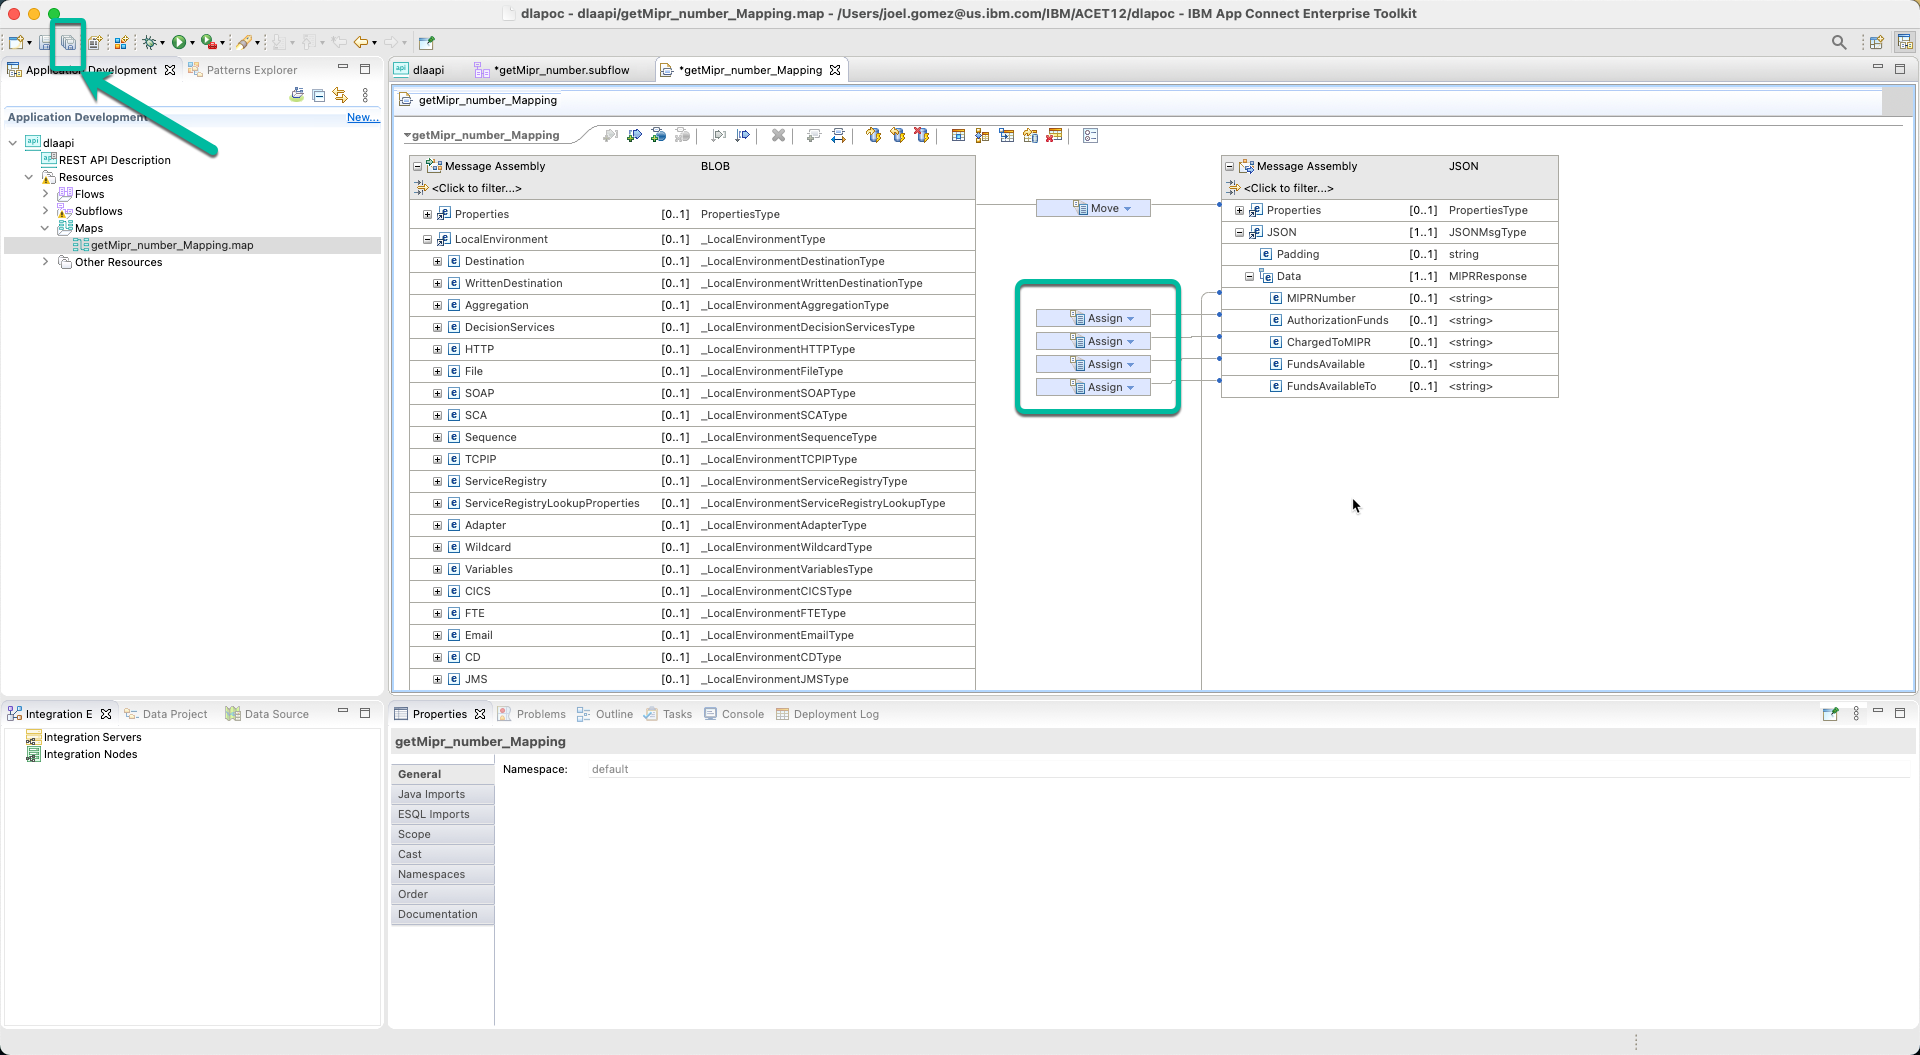 dlapoc - dlaapi/getMipr_number_Mapping.map - /Users/joel.gomez@us.ibm.com/IBM/ACET12/dlapoc - IBM App Connect Enterprise Toolkit
Application Development
Patterns Explorer
Application Development
New...
api dlaapi
REST API Description
Resources
Flows
Subflows
Maps
getMipr_number_Mapping.map
Other Resources
api dlaapi
*getMipr_number.subflow
*getMipr_number_Mapping
getMipr_number_Mapping
getMipr_number_Mapping
Message Assembly BLOB
<Click to filter...>
Properties [0..1] PropertiesType
LocalEnvironment [0..1] _LocalEnvironmentType
Destination [0..1] _LocalEnvironmentDestinationType
WrittenDestination [0..1] _LocalEnvironmentWrittenDestinationType
Aggregation [0..1] _LocalEnvironmentAggregationType
DecisionServices [0..1] _LocalEnvironmentDecisionServicesType
HTTP [0..1] _LocalEnvironmentHTTPType
File [0..1] _LocalEnvironmentFileType
SOAP [0..1] _LocalEnvironmentSOAPType
SCA [0..1] _LocalEnvironmentSCAType
Sequence [0..1] _LocalEnvironmentSequenceType
TCPIP [0..1] _LocalEnvironmentTCPIPType
ServiceRegistry [0..1] _LocalEnvironmentServiceRegistryType
ServiceRegistryLookupProperties [0..1] _LocalEnvironmentServiceRegistryLookupType
Adapter [0..1] _LocalEnvironmentAdapterType
Wildcard [0..1] _LocalEnvironmentWildcardType
Variables [0..1] _LocalEnvironmentVariablesType
CICS [0..1] _LocalEnvironmentCICSType
FTE [0..1] _LocalEnvironmentFTEType
Email [0..1] _LocalEnvironmentEmailType
CD [0..1] _LocalEnvironmentCDType
JMS [0..1] _LocalEnvironmentJMSType
Move
Assign
Assign
Assign
Assign
Message Assembly JSON
<Click to filter...>
Properties [0..1] PropertiesType
JSON [1..1] JSONMsgType
Padding [0..1] string
Data [1..1] MIPRResponse
MIPRNumber [0..1] <string>
AuthorizationFunds [0..1] <string>
ChargedToMIPR [0..1] <string>
FundsAvailable [0..1] <string>
FundsAvailableTo [0..1] <string>
Integration E
Data Project
Data Source
Integration Servers
Integration Nodes
Properties
Problems
Outline
Tasks
Console
Deployment Log
getMipr_number_Mapping
General
Java Imports
ESQL Imports
Scope
Cast
Namespaces
Order
Documentation
Namespace: default